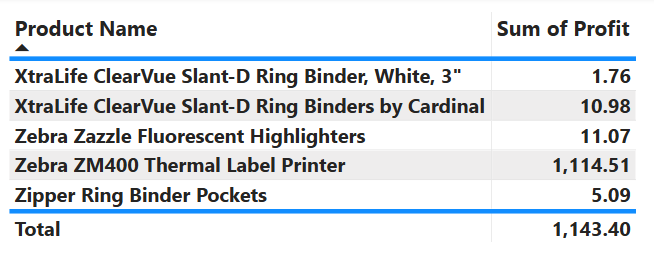 Product Name Sum of Profit
XtraLife ClearVue Slant-D Ring Binder, White, 3" 1.76
XtraLife ClearVue Slant-D Ring Binders by Cardinal 10.98
Zebra Zazzle Fluorescent Highlighters 11.07
Zebra ZM400 Thermal Label Printer 1,114.51
Zipper Ring Binder Pockets 5.09
Total 1,143.40